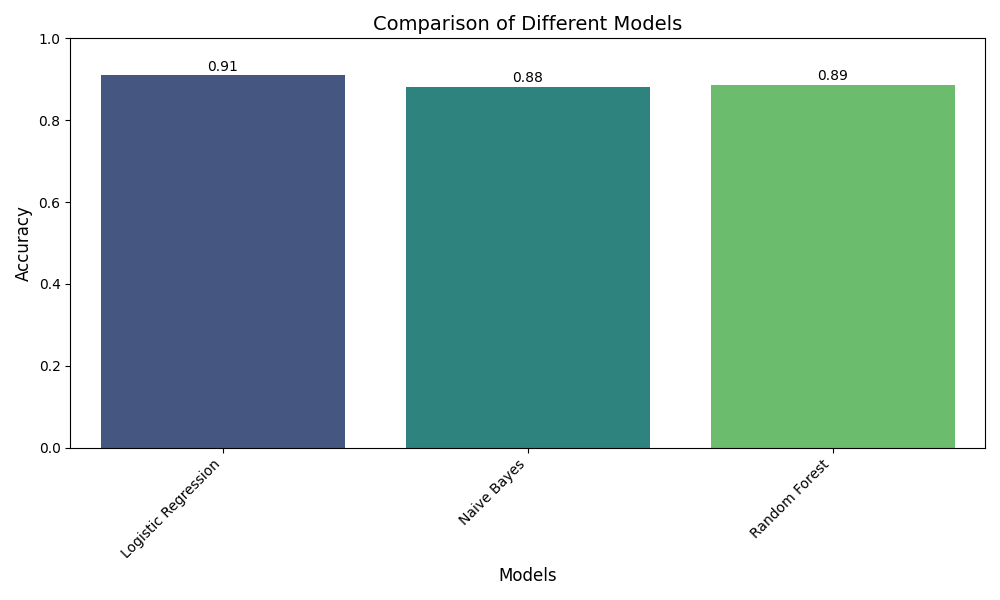 Comparison of Different Models
Accuracy
1.0
0.8
0.6
0.4
0.2
0.0
0.91
0.88
0.89
Logistic Regression
Naive Bayes
Random Forest
Models